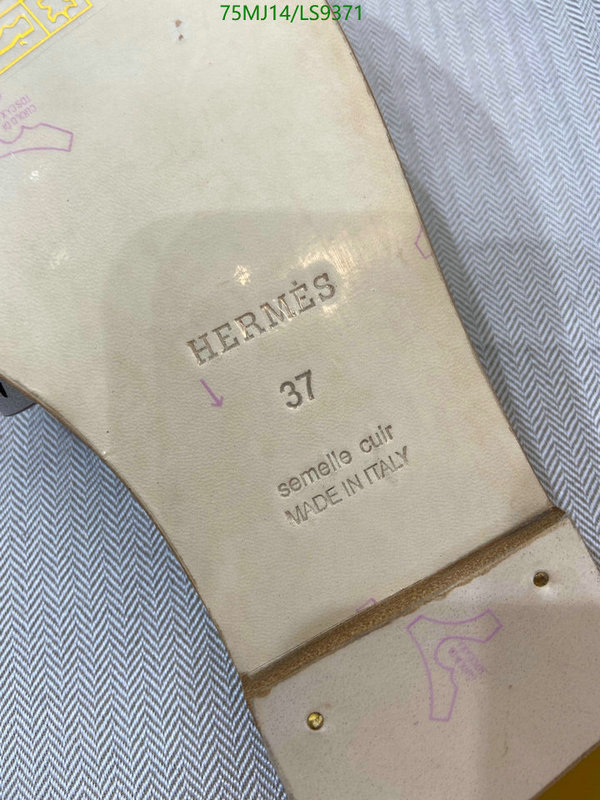 75MJ14/LS9371
HERMÈS
37
semelle cuir
MADE IN ITALY